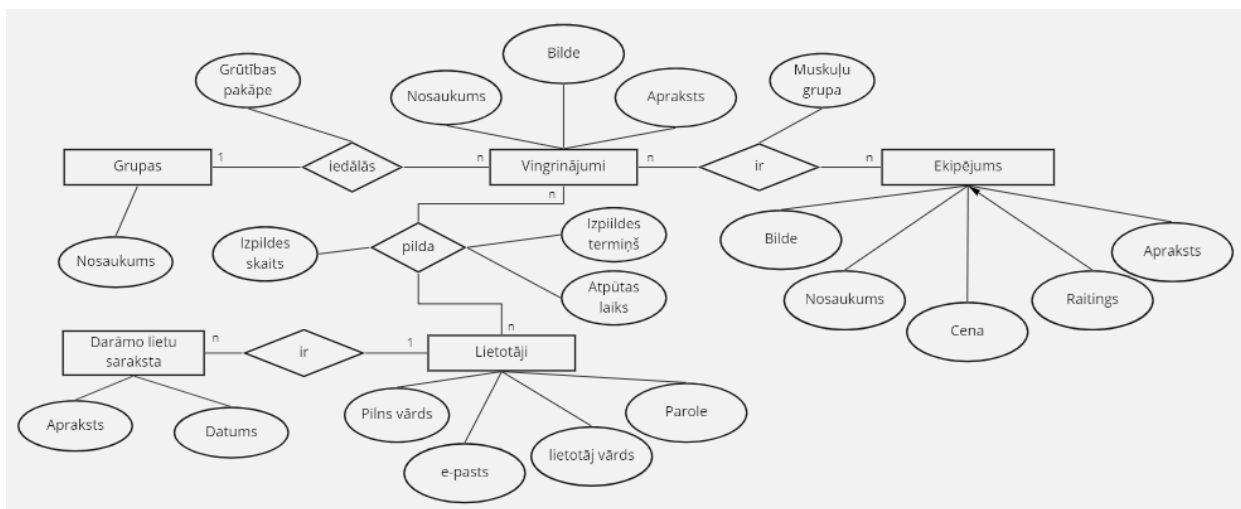 Bilde
Grūtības
pakāpe
Muskuļu
grupa
Nosaukums
Apraksts
Grupas
1
iedālās
n
Vingrinājumi
n
ir
n
Ekipējums
n
Nosaukums
Izpildes
skaits
pilda
Izpiildes
termiņš
Atpūtas
laiks
Bilde
Nosaukums
Cena
Raitings
Apraksts
n
Darāmo lietu
saraksta
n
ir
1
Lietotāji
Apraksts
Datums
Pilns vārds
e-pasts
lietotāj vārds
Parole